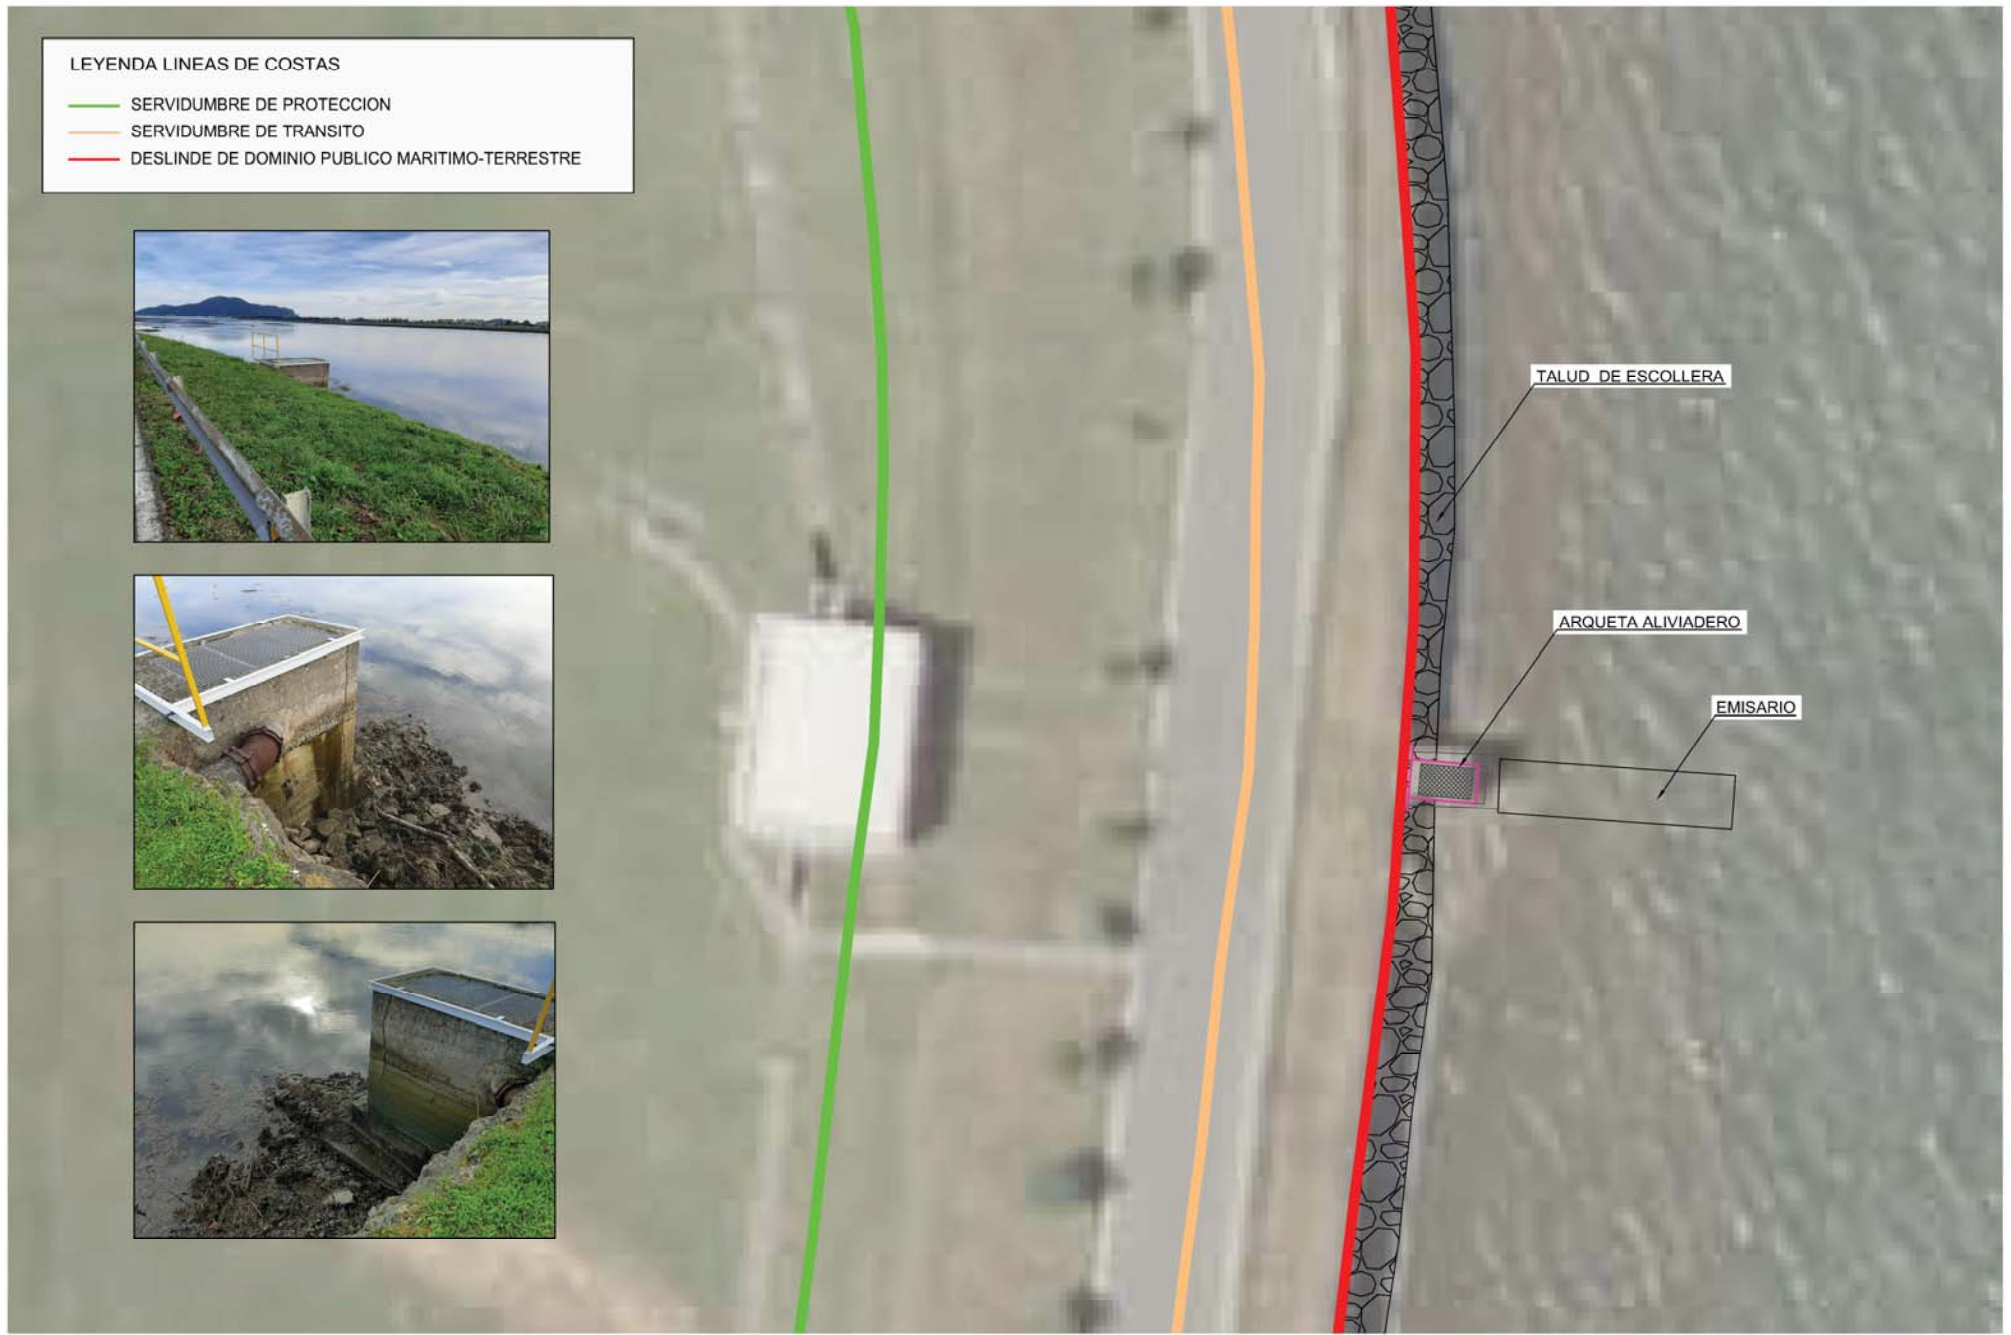 LEYENDA LINEAS DE COSTAS
SERVIDUMBRE DE PROTECCION
SERVIDUMBRE DE TRANSITO
DESLINDE DE DOMINIO PUBLICO MARITIMO-TERRESTRE
TALUD DE ESCOLLERA
ARQUETA ALIVIADERO
EMISARIO